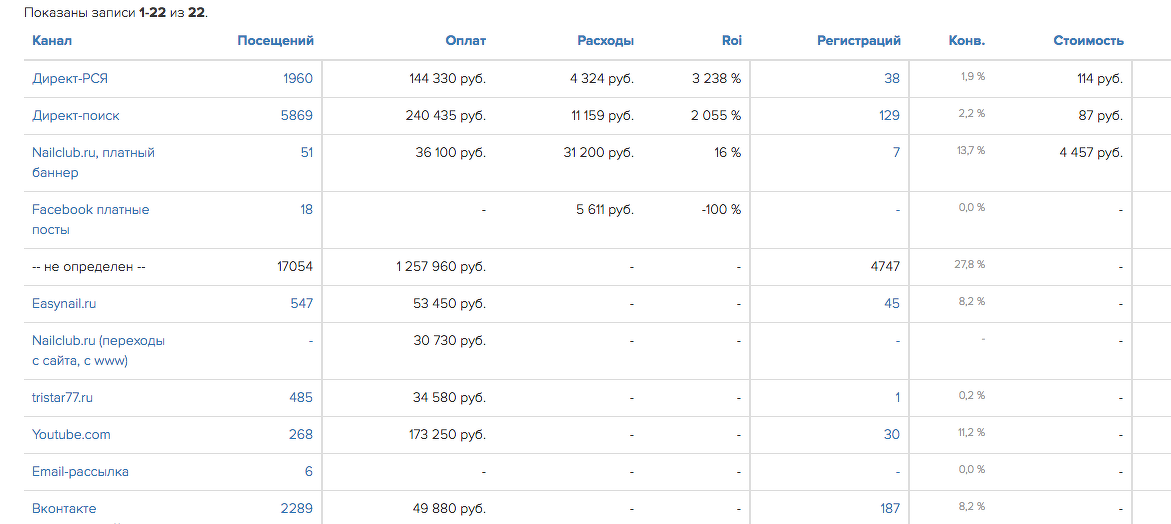 Показаны записи 1-22 из 22.
Канал Посещений Оплат Расходы Roi Регистраций Конв. Стоимость
Директ-РСЯ 1960 144 330 руб. 4 324 руб. 3 238 % 38 1,9 % 114 руб.
Директ-поиск 5869 240 435 руб. 11 159 руб. 2 055 % 129 2,2 % 87 руб.
Nailclub.ru, платный 51 36 100 руб. 31 200 руб. 16 % 7 13,7 % 4 457 руб.
баннер
Facebook платные 18 - 5 611 руб. -100 % - 0,0 % -
посты
-- не определен -- 17054 1 257 960 руб. - - 4747 27,8 % -
Easynail.ru 547 53 450 руб. - - 45 8,2 % -
Nailclub.ru (переходы - 30 730 руб. - - - - -
с сайта, с www)
tristar77.ru 485 34 580 руб. - - 1 0,2 % -
Youtube.com 268 173 250 руб. - - 30 11,2 % -
Email-рассылка 6 - - - - 0,0 % -
Вконтакте 2289 49 880 руб. - - 187 8,2 % -